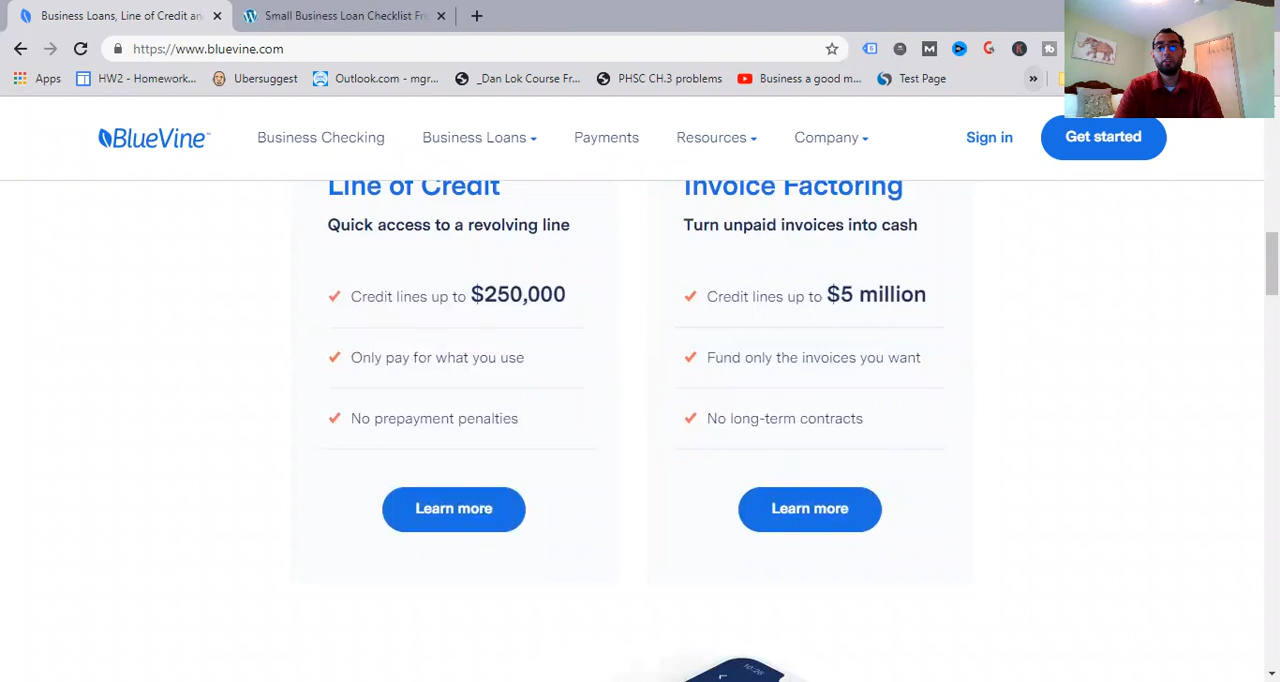 Business Loans, Line of Credit an
Small Business Loan Checklist Fr
https://www.bluevine.com
Apps
HW2 - Homework...
Ubersuggest
Outlook.com - mgr...
_Dan Lok Course Fr...
PHSC CH.3 problems
Business a good m...
Test Page
»
BlueVine™
Business Checking
Business Loans
Payments
Resources
Company
Sign in
Get started
Line of Credit
Quick access to a revolving line
Credit lines up to $250,000
Only pay for what you use
No prepayment penalties
Learn more
Invoice Factoring
Turn unpaid invoices into cash
Credit lines up to $5 million
Fund only the invoices you want
No long-term contracts
Learn more